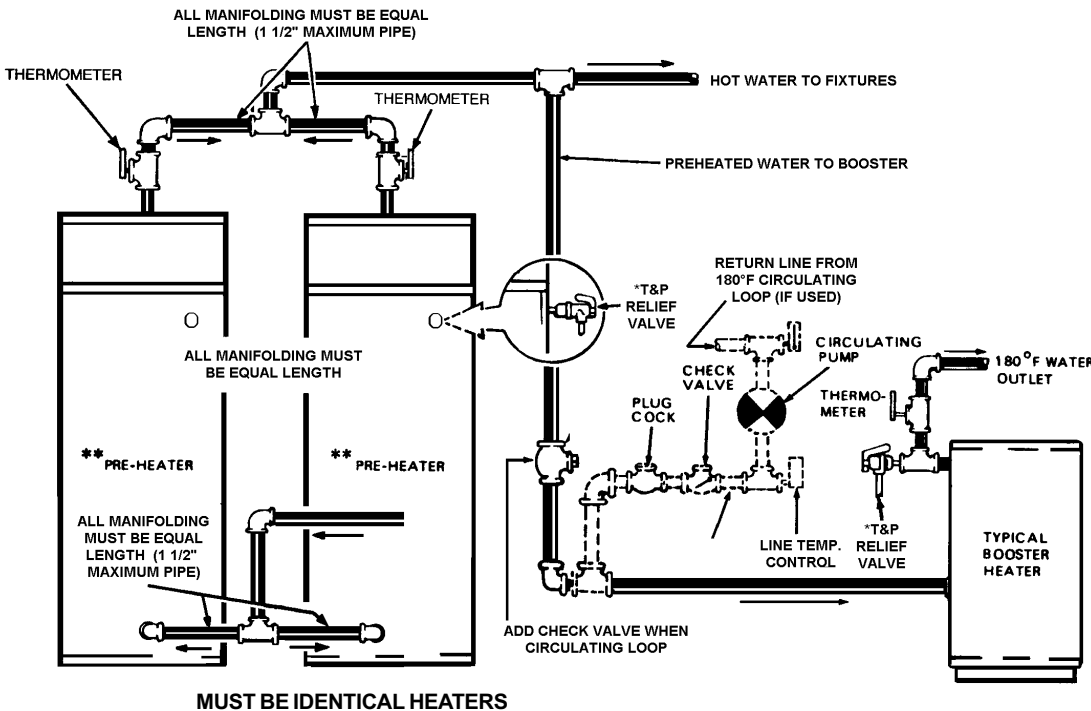 ALL MANIFOLDING MUST BE EQUAL
LENGTH (1 1/2" MAXIMUM PIPE)
THERMOMETER
THERMOMETER
HOT WATER TO FIXTURES
PREHEATED WATER TO BOOSTER
*T&P
RELIEF
VALVE
RETURN LINE FROM
180°F CIRCULATING
LOOP (IF USED)
CIRCULATING
PUMP
CHECK
VALVE
PLUG
COCK
THERMO-
METER
180°F WATER
OUTLET
ALL MANIFOLDING MUST
BE EQUAL LENGTH
**PRE-HEATER
**PRE-HEATER
ALL MANIFOLDING
MUST BE EQUAL
LENGTH (1 1/2"
MAXIMUM PIPE)
LINE TEMP.
CONTROL
*T&P
RELIEF
VALVE
TYPICAL
BOOSTER
HEATER
ADD CHECK VALVE WHEN
CIRCULATING LOOP
MUST BE IDENTICAL HEATERS